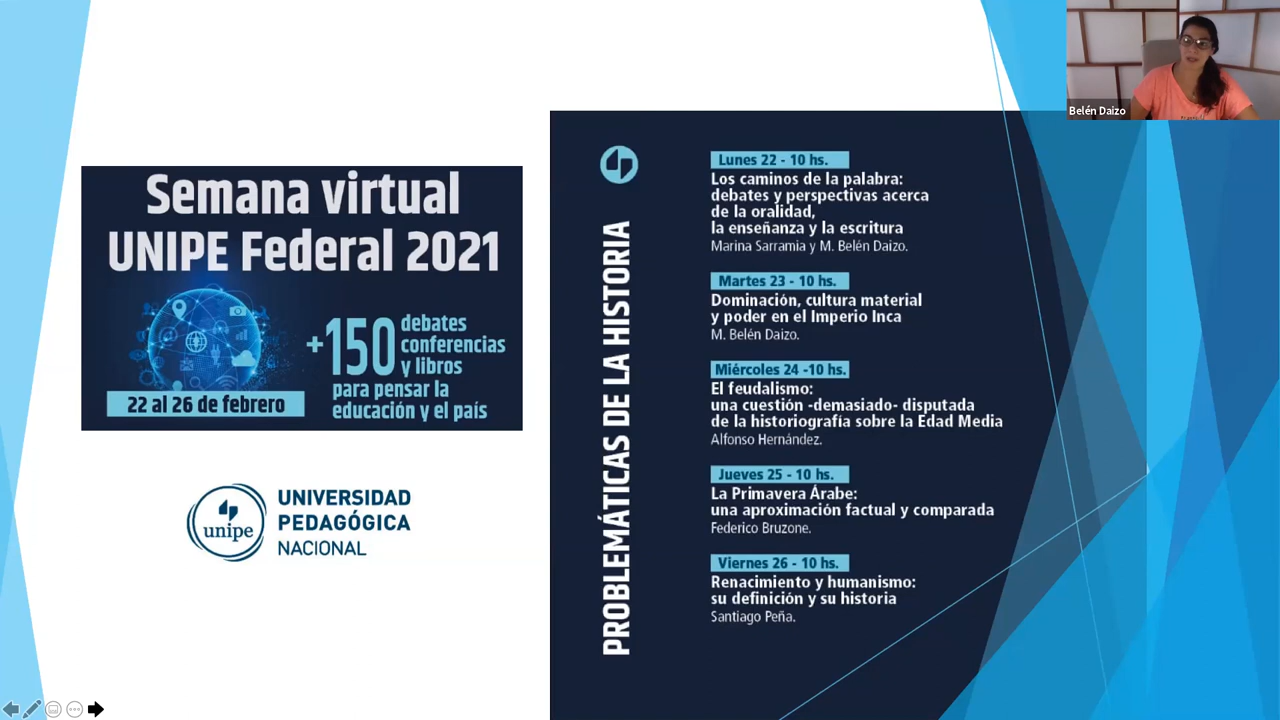 Belén Daizo
Semana virtual
UNIPE Federal 2021
+150
debates
conferencias
y libros
para pensar la
educación y el país
22 al 26 de febrero
unipe
UNIVERSIDAD
PEDAGÓGICA
NACIONAL
PROBLEMÁTICAS DE LA HISTORIA
Lunes 22 - 10 hs.
Los caminos de la palabra:
debates y perspectivas acerca
de la oralidad,
la enseñanza y la escritura
Marina Sarramia y M. Belén Daizo.
Martes 23 - 10 hs.
Dominación, cultura material
y poder en el Imperio Inca
M. Belén Daizo.
Miércoles 24 -10 hs.
El feudalismo:
una cuestión -demasiado- disputada
de la historiografía sobre la Edad Media
Alfonso Hernández.
Jueves 25 - 10 hs.
La Primavera Árabe:
una aproximación factual y comparada
Federico Bruzone.
Viernes 26 - 10 hs.
Renacimiento y humanismo:
su definición y su historia
Santiago Peña.